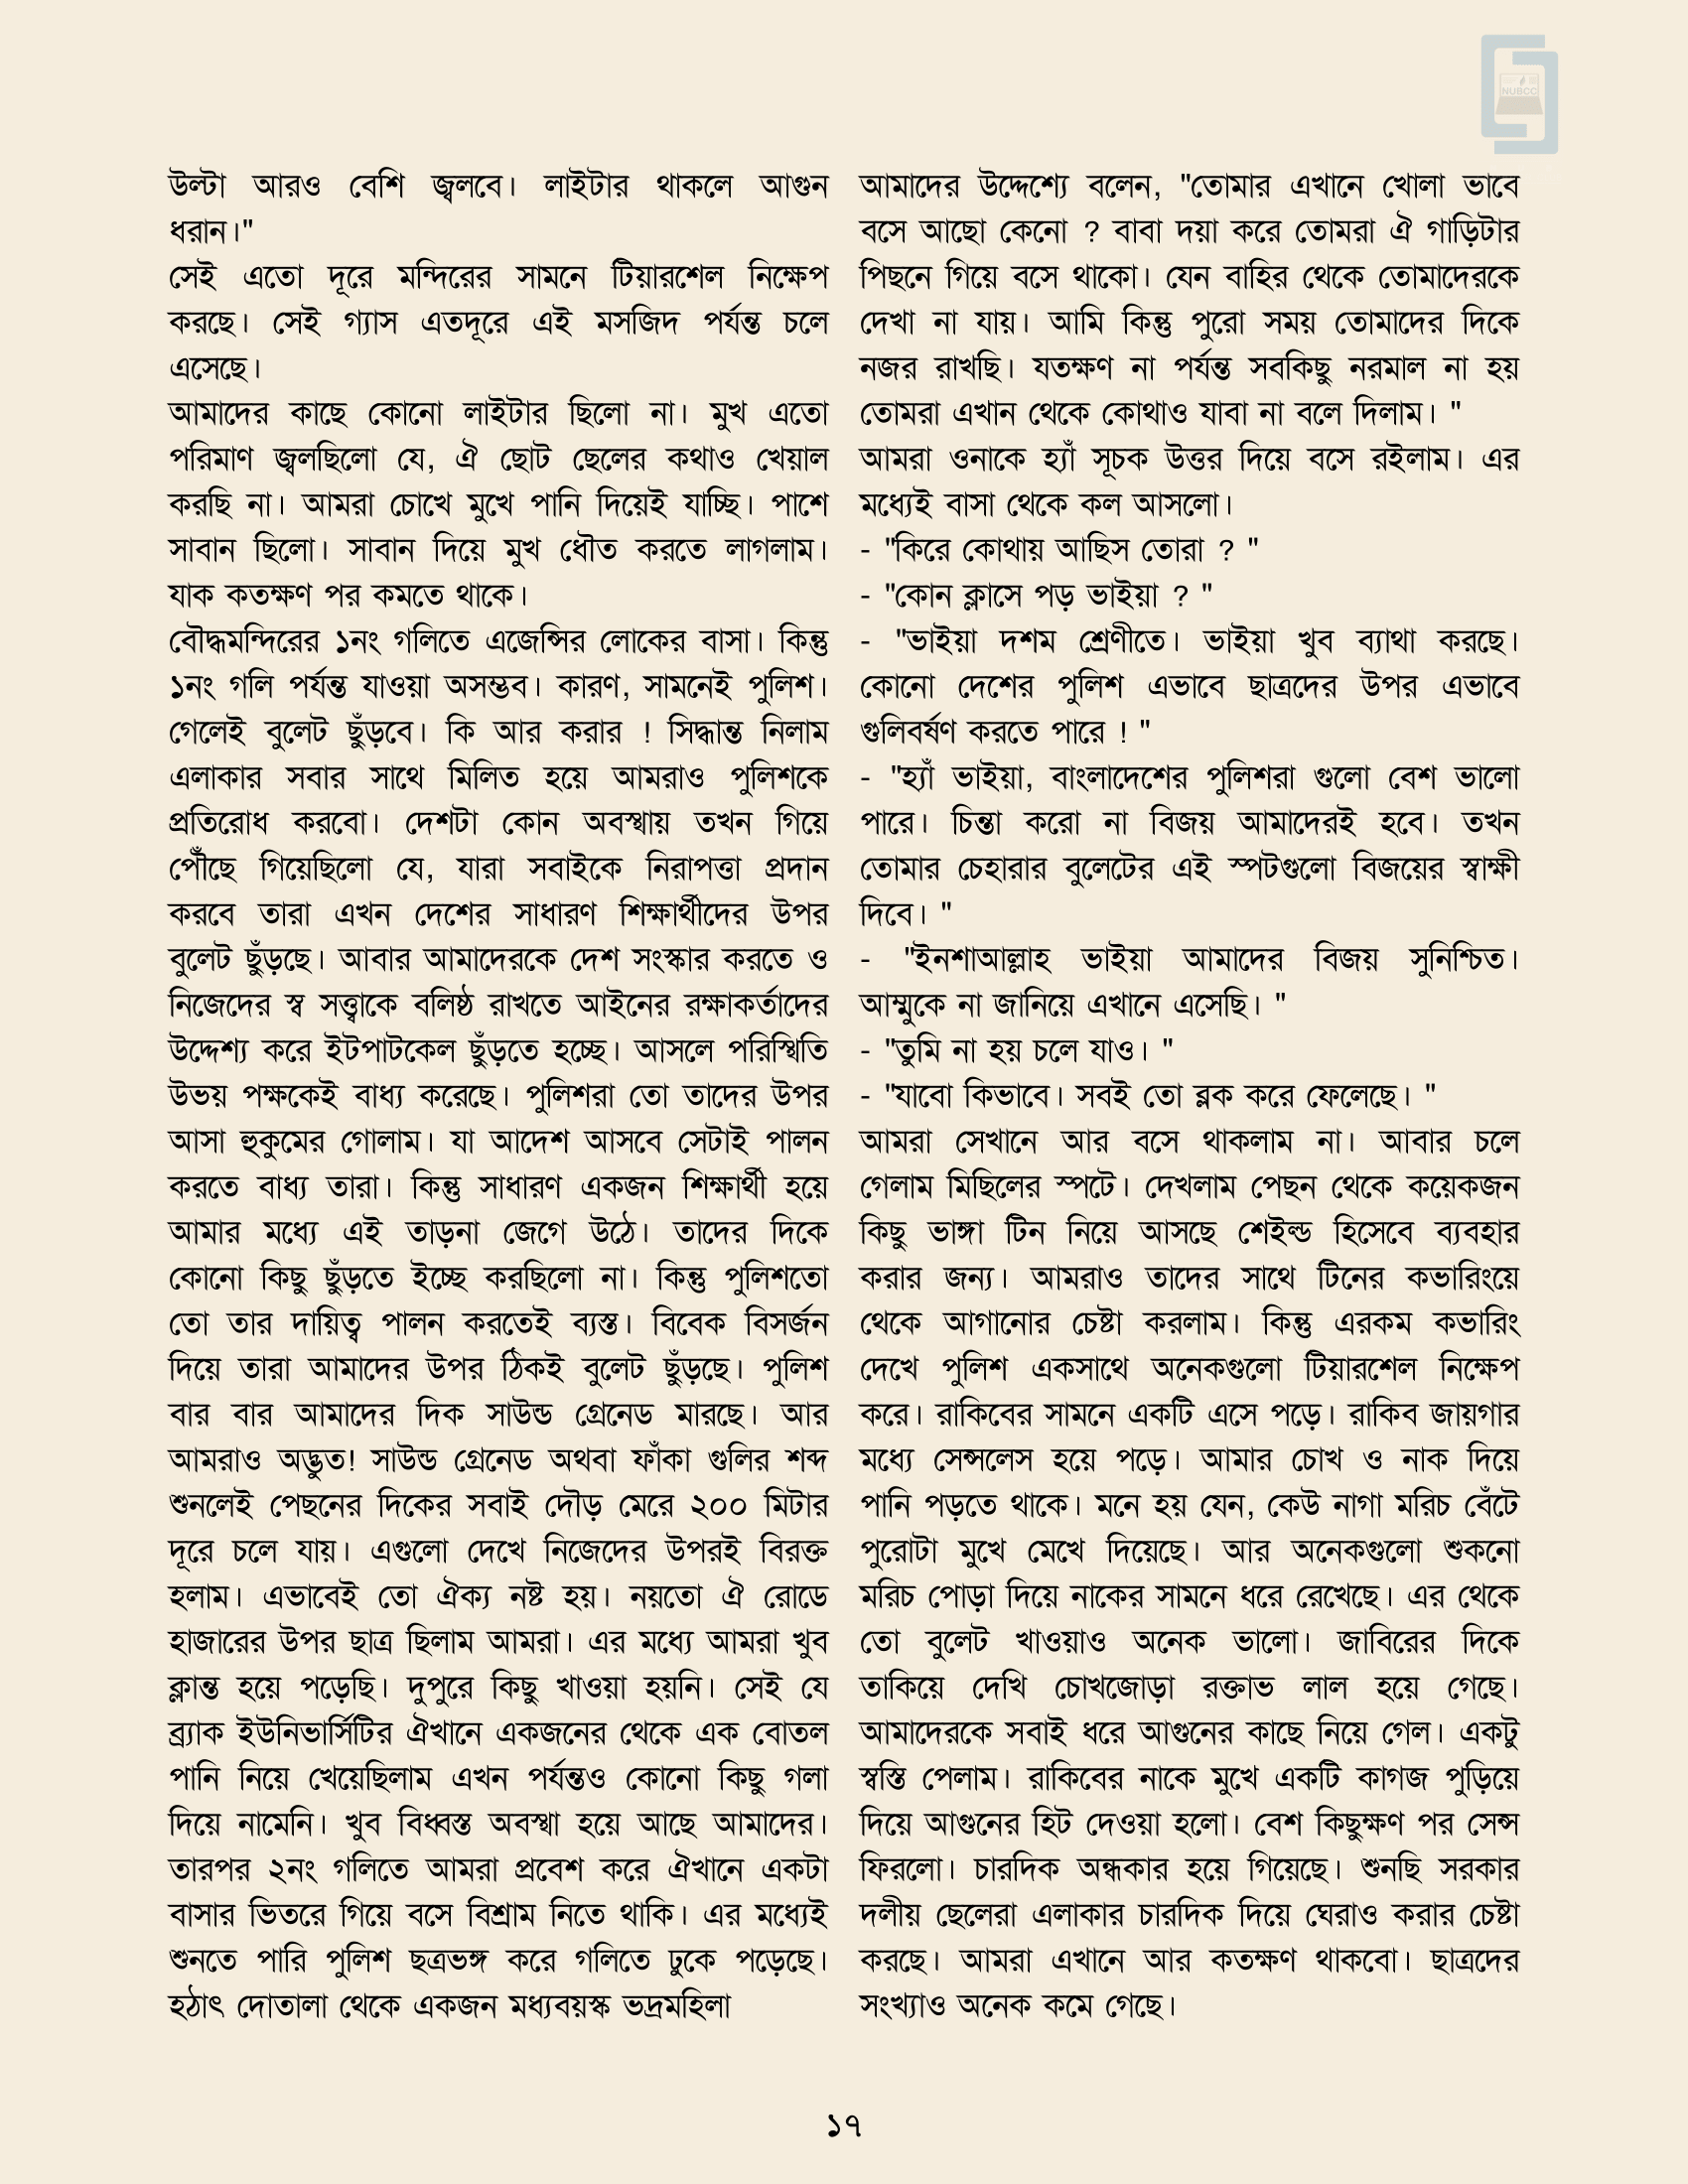 NUBCC
উল্টা আরও বেশি জ্বলবে। লাইটার থাকলে আগুন
ধরান।"
সেই এতো দূরে মন্দিরের সামনে টিয়ারশেল নিক্ষেপ
করছে। সেই গ্যাস এতদূরে এই মসজিদ পর্যন্ত চলে
এসেছে।
আমাদের কাছে কোনো লাইটার ছিলো না। মুখ এতো
পরিমাণ জ্বলছিলো যে, ঐ ছোট ছেলের কথাও খেয়াল
করছি না। আমরা চোখে মুখে পানি দিয়েই যাচ্ছি। পাশে
সাবান ছিলো। সাবান দিয়ে মুখ ধৌত করতে লাগলাম।
যাক কতক্ষণ পর কমতে থাকে।
বৌদ্ধমন্দিরের ১নং গলিতে এজেন্সির লোকের বাসা। কিন্তু
১নং গলি পর্যন্ত যাওয়া অসম্ভব। কারণ, সামনেই পুলিশ।
গেলেই বুলেট ছুঁড়বে। কি আর করার ! সিদ্ধান্ত নিলাম
এলাকার সবার সাথে মিলিত হয়ে আমরাও পুলিশকে
প্রতিরোধ করবো। দেশটা কোন অবস্থায় তখন গিয়ে
পৌঁছে গিয়েছিলো যে, যারা সবাইকে নিরাপত্তা প্রদান
করবে তারা এখন দেশের সাধারণ শিক্ষার্থীদের উপর
বুলেট ছুঁড়ছে। আবার আমাদেরকে দেশ সংস্কার করতে ও
নিজেদের স্ব সত্ত্বাকে বলিষ্ঠ রাখতে আইনের রক্ষাকর্তাদের
উদ্দেশ্য করে ইটপাটকেল ছুঁড়তে হচ্ছে। আসলে পরিস্থিতি
উভয় পক্ষকেই বাধ্য করেছে। পুলিশরা তো তাদের উপর
আসা হুকুমের গোলাম। যা আদেশ আসবে সেটাই পালন
করতে বাধ্য তারা। কিন্তু সাধারণ একজন শিক্ষার্থী হয়ে
আমার মধ্যে এই তাড়না জেগে উঠে। তাদের দিকে
কোনো কিছু ছুঁড়তে ইচ্ছে করছিলো না। কিন্তু পুলিশতো
তো তার দায়িত্ব পালন করতেই ব্যস্ত। বিবেক বিসর্জন
দিয়ে তারা আমাদের উপর ঠিকই বুলেট ছুঁড়ছে। পুলিশ
বার বার আমাদের দিক সাউন্ড গ্রেনেড মারছে। আর
আমরাও অদ্ভুত! সাউন্ড গ্রেনেড অথবা ফাঁকা গুলির শব্দ
শুনলেই পেছনের দিকের সবাই দৌড় মেরে ২০০ মিটার
দূরে চলে যায়। এগুলো দেখে নিজেদের উপরই বিরক্ত
হলাম। এভাবেই তো ঐক্য নষ্ট হয়। নয়তো ঐ রোডে
হাজারের উপর ছাত্র ছিলাম আমরা। এর মধ্যে আমরা খুব
ক্লান্ত হয়ে পড়েছি। দুপুরে কিছু খাওয়া হয়নি। সেই যে
ব্র্যাক ইউনিভার্সিটির ঐখানে একজনের থেকে এক বোতল
পানি নিয়ে খেয়েছিলাম এখন পর্যন্তও কোনো কিছু গলা
দিয়ে নামেনি। খুব বিধ্বস্ত অবস্থা হয়ে আছে আমাদের।
তারপর ২নং গলিতে আমরা প্রবেশ করে ঐখানে একটা
বাসার ভিতরে গিয়ে বসে বিশ্রাম নিতে থাকি। এর মধ্যেই
শুনতে পারি পুলিশ ছত্রভঙ্গ করে গলিতে ঢুকে পড়েছে।
হঠাৎ দোতালা থেকে একজন মধ্যবয়স্ক ভদ্রমহিলা
আমাদের উদ্দেশ্যে বলেন, "তোমার এখানে খোলা ভাবে
বসে আছো কেনো ? বাবা দয়া করে তোমরা ঐ গাড়িটার
পিছনে গিয়ে বসে থাকো। যেন বাহির থেকে তোমাদেরকে
দেখা না যায়। আমি কিন্তু পুরো সময় তোমাদের দিকে
নজর রাখছি। যতক্ষণ না পর্যন্ত সবকিছু নরমাল না হয়
তোমরা এখান থেকে কোথাও যাবা না বলে দিলাম। "
আমরা ওনাকে হ্যাঁ সূচক উত্তর দিয়ে বসে রইলাম। এর
মধ্যেই বাসা থেকে কল আসলো।
- "কিরে কোথায় আছিস তোরা ? "
- "কোন ক্লাসে পড় ভাইয়া ? "
- "ভাইয়া দশম শ্রেণীতে। ভাইয়া খুব ব্যাথা করছে।
কোনো দেশের পুলিশ এভাবে ছাত্রদের উপর এভাবে
গুলিবর্ষণ করতে পারে ! "
- "হ্যাঁ ভাইয়া, বাংলাদেশের পুলিশরা গুলো বেশ ভালো
পারে। চিন্তা করো না বিজয় আমাদেরই হবে। তখন
তোমার চেহারার বুলেটের এই স্পটগুলো বিজয়ের স্বাক্ষী
দিবে। "
- "ইনশাআল্লাহ ভাইয়া আমাদের বিজয় সুনিশ্চিত।
আম্মুকে না জানিয়ে এখানে এসেছি। "
- "তুমি না হয় চলে যাও। "
- "যাবো কিভাবে। সবই তো ব্লক করে ফেলেছে। "
আমরা সেখানে আর বসে থাকলাম না। আবার চলে
গেলাম মিছিলের স্পটে। দেখলাম পেছন থেকে কয়েকজন
কিছু ভাঙ্গা টিন নিয়ে আসছে শেইল্ড হিসেবে ব্যবহার
করার জন্য। আমরাও তাদের সাথে টিনের কভারিংয়ে
থেকে আগানোর চেষ্টা করলাম। কিন্তু এরকম কভারিং
দেখে পুলিশ একসাথে অনেকগুলো টিয়ারশেল নিক্ষেপ
করে। রাকিবের সামনে একটি এসে পড়ে। রাকিব জায়গার
মধ্যে সেন্সলেস হয়ে পড়ে। আমার চোখ ও নাক দিয়ে
পানি পড়তে থাকে। মনে হয় যেন, কেউ নাগা মরিচ বেঁটে
পুরোটা মুখে মেখে দিয়েছে। আর অনেকগুলো শুকনো
মরিচ পোড়া দিয়ে নাকের সামনে ধরে রেখেছে। এর থেকে
তো বুলেট খাওয়াও অনেক ভালো। জাবিরের দিকে
তাকিয়ে দেখি চোখজোড়া রক্তাভ লাল হয়ে গেছে।
আমাদেরকে সবাই ধরে আগুনের কাছে নিয়ে গেল। একটু
স্বস্তি পেলাম। রাকিবের নাকে মুখে একটি কাগজ পুড়িয়ে
দিয়ে আগুনের হিট দেওয়া হলো। বেশ কিছুক্ষণ পর সেন্স
ফিরলো। চারদিক অন্ধকার হয়ে গিয়েছে। শুনছি সরকার
দলীয় ছেলেরা এলাকার চারদিক দিয়ে ঘেরাও করার চেষ্টা
করছে। আমরা এখানে আর কতক্ষণ থাকবো। ছাত্রদের
সংখ্যাও অনেক কমে গেছে।
১৭